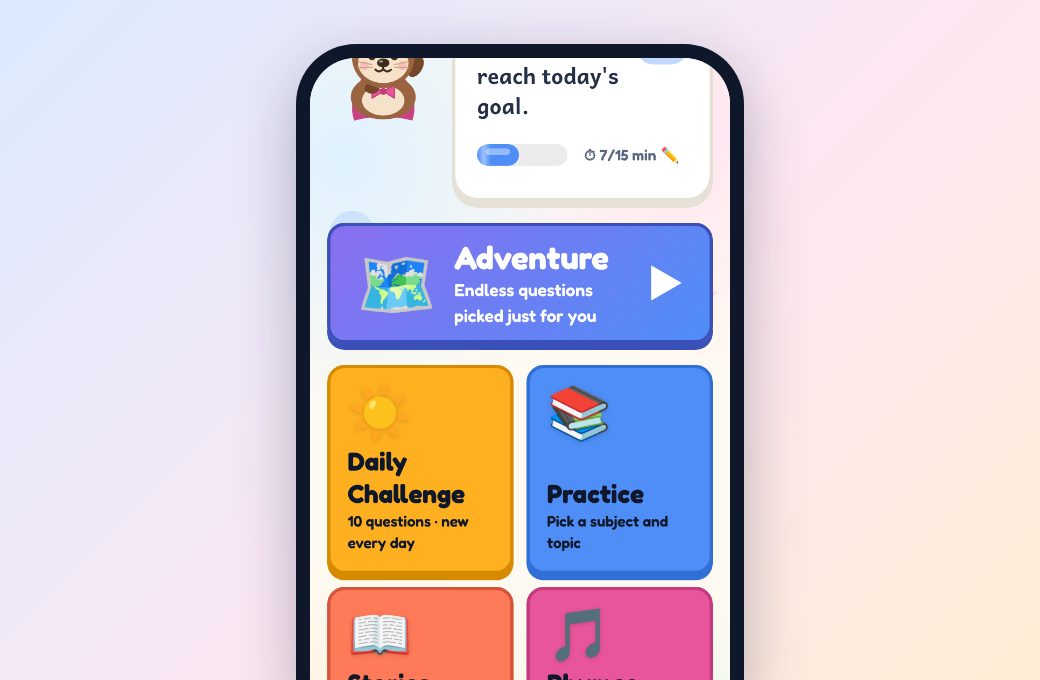 reach today's
goal.
7/15 min
Adventure
Endless questions
picked just for you
Daily
Challenge
10 questions · new
every day
Practice
Pick a subject and
topic